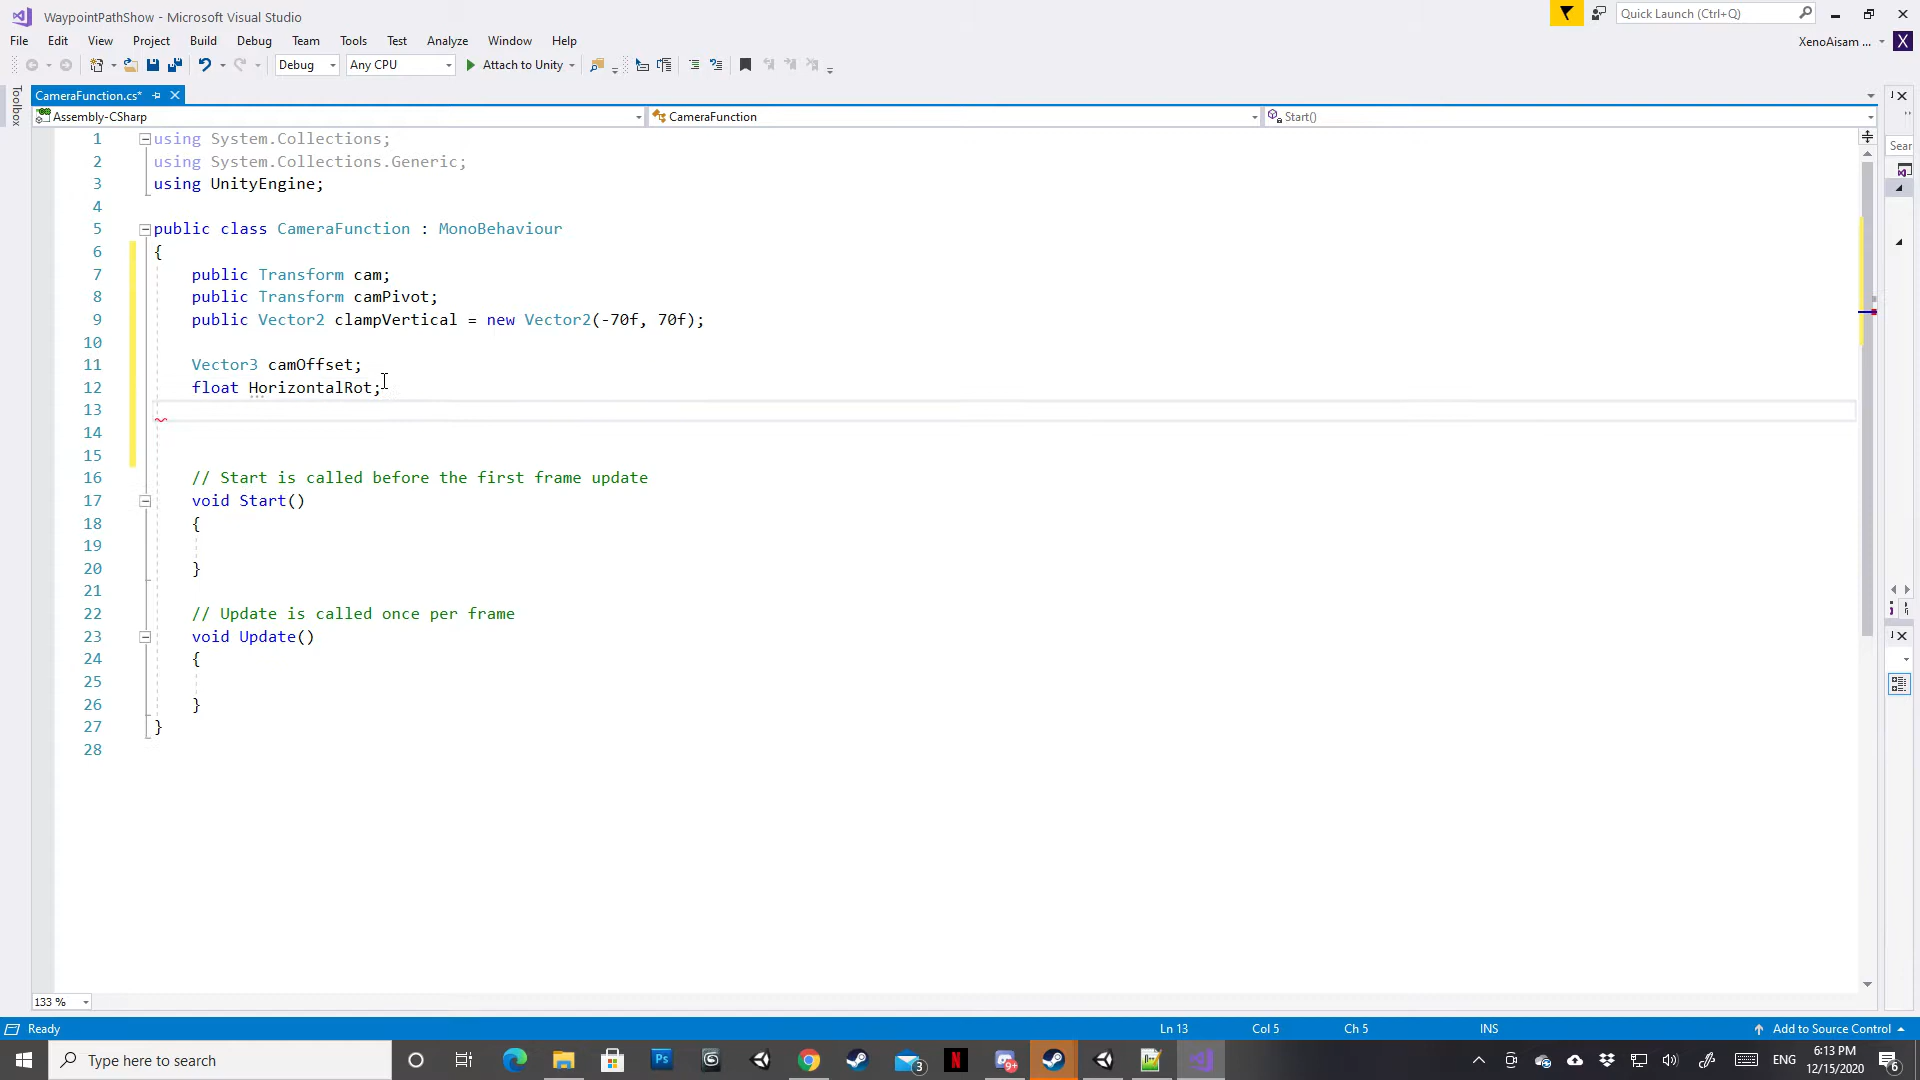 WaypointPathShow - Microsoft Visual Studio
Quick Launch (Ctrl+Q)
File Edit View Project Build Debug Team Tools Test Analyze Window Help
XenoAisam ... X
Debug Any CPU Attach to Unity
Toolbox
CameraFunction.cs*
Assembly-CSharp CameraFunction Start()
Sear
1 using System.Collections;
2 using System.Collections.Generic;
3 using UnityEngine;
4
5 public class CameraFunction : MonoBehaviour
6 {
7 public Transform cam;
8 public Transform camPivot;
9 public Vector2 clampVertical = new Vector2(-70f, 70f);
10
11 Vector3 camOffset;
12 float HorizontalRot;
13
14
15
16 // Start is called before the first frame update
17 void Start()
18 {
19
20 }
21
22 // Update is called once per frame
23 void Update()
24 {
25
26 }
27 }
28
133 %
Ready Ln 13 Col 5 Ch 5 INS Add to Source Control
Type here to search
Ps
3
N
9+
ENG
6:13 PM
12/15/2020
6